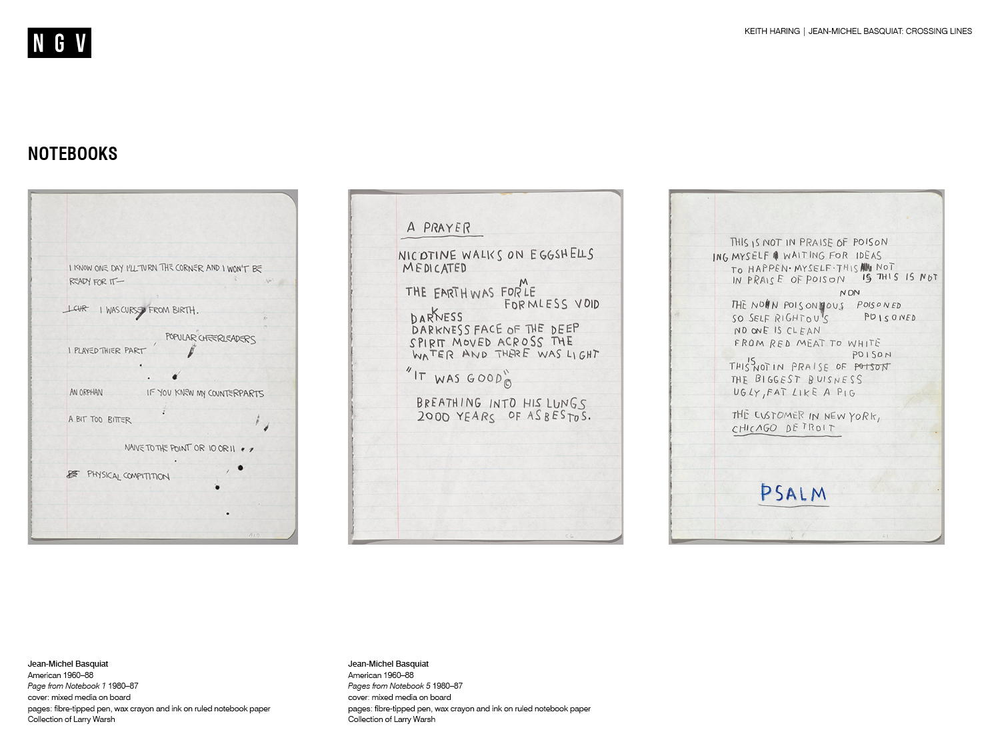 NGV
KEITH HARING | JEAN-MICHEL BASQUIAT: CROSSING LINES
NOTEBOOKS
I KNOW ONE DAY I'LL TURN THE CORNER AND I WON'T BE
READY FOR IT—
I CUR I WAS CURSED FROM BIRTH.
POPULAR CHEERLEADERS
I PLAYED THIER PART
AN ORPHAN IF YOU KNEW MY COUNTERPARTS
A BIT TOO BITTER
NAIVE TO THE POINT OR 10 OR 11
PHYSICAL COMPITITION
A PRAYER
NICOTINE WALKS ON EGGSHELLS
MEDICATED
M
THE EARTH WAS FORLE
FORMLESS VOID
K
DARNESS
DARKNESS FACE OF THE DEEP
SPIRIT MOVED ACROSS THE
WATER AND THERE WAS LIGHT
"IT WAS GOOD"©
BREATHING INTO HIS LUNGS
2000 YEARS OF ASBESTOS.
THIS IS NOT IN PRAISE OF POISON
ING MYSELF WAITING FOR IDEAS
TO HAPPEN·MYSELF·THIS NOT
IN PRAISE OF POISON IS THIS IS NOT
NON
THE NON POISONOUS POISONED
SO SELF RIGHTOUS POISONED
NO ONE IS CLEAN
FROM RED MEAT TO WHITE
POISON
IS
THIS NOT IN PRAISE OF POISON
THE BIGGEST BUISNESS
UGLY, FAT LIKE A PIG
THE CUSTOMER IN NEW YORK,
CHICAGO DETROIT
PSALM
Jean-Michel Basquiat
American 1960–88
Page from Notebook 1 1980–87
cover: mixed media on board
pages: fibre-tipped pen, wax crayon and ink on ruled notebook paper
Collection of Larry Warsh
Jean-Michel Basquiat
American 1960–88
Pages from Notebook 5 1980–87
cover: mixed media on board
pages: fibre-tipped pen, wax crayon and ink on ruled notebook paper
Collection of Larry Warsh